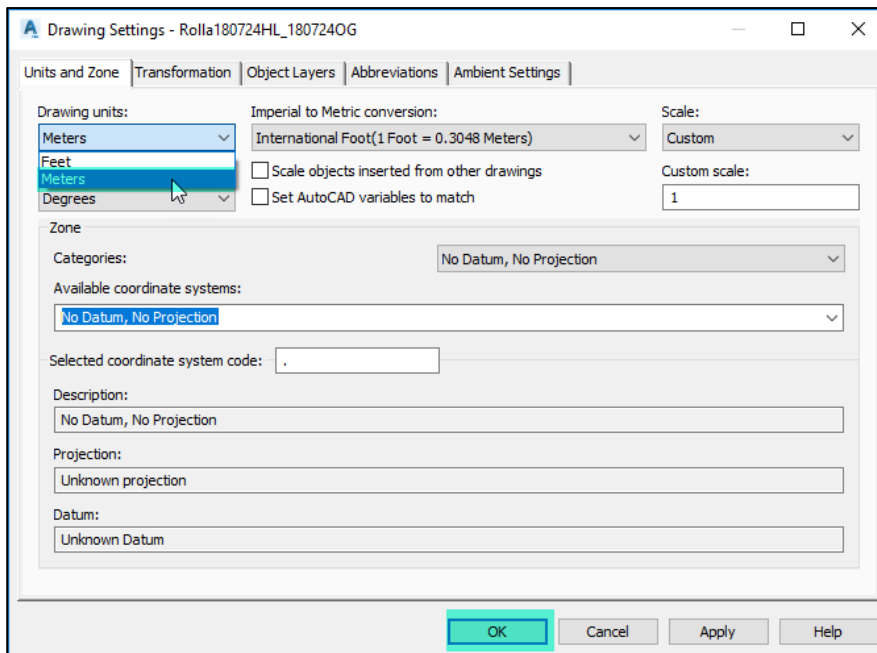 Drawing Settings - Rolla180724HL_180724OG
Units and Zone Transformation Object Layers Abbreviations Ambient Settings
Drawing units: Imperial to Metric conversion: Scale:
Meters International Foot(1 Foot = 0.3048 Meters) Custom
Feet Scale objects inserted from other drawings Custom scale:
Meters
Degrees Set AutoCAD variables to match 1
Zone
Categories: No Datum, No Projection
Available coordinate systems:
No Datum, No Projection
Selected coordinate system code: .
Description:
No Datum, No Projection
Projection:
Unknown projection
Datum:
Unknown Datum
OK Cancel Apply Help